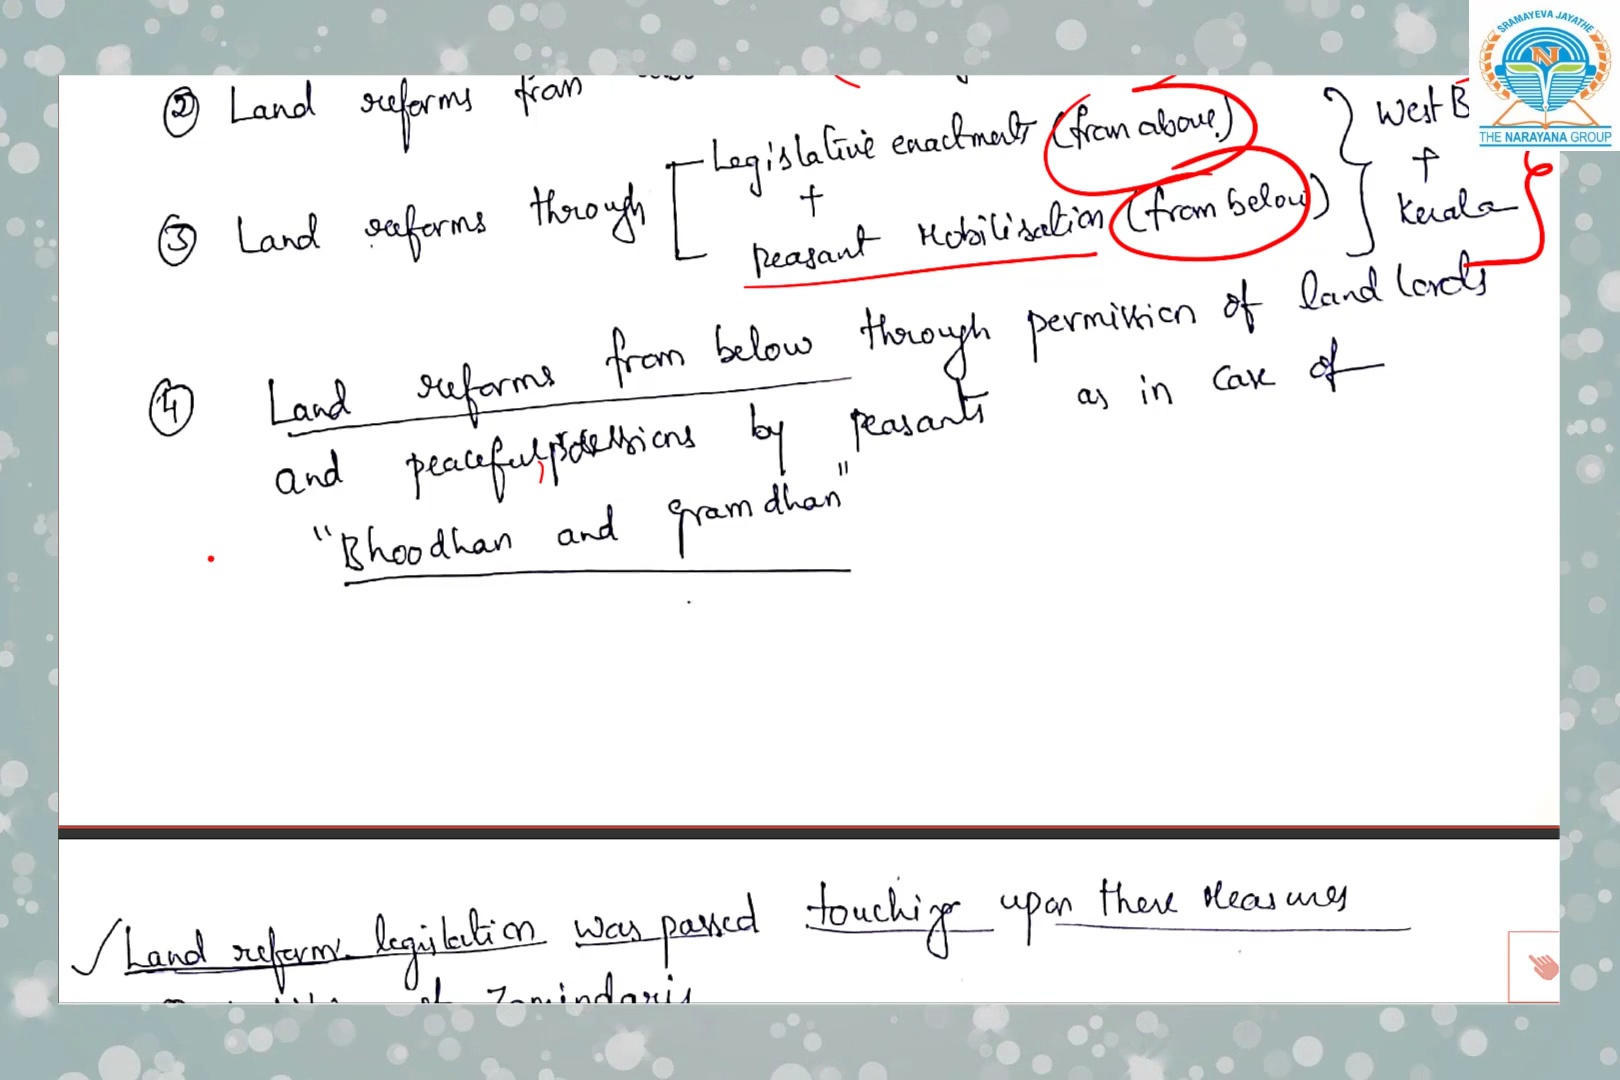 SRAMAYEVA JAYATHE
N
THE NARAYANA GROUP
② Land reforms from
③ Land reforms through
Legislative enactments (from above)
+
peasant Mobilisation (from below)
West B
+
Kerala
④ Land reforms from below through permission of land lords
and peaceful possessions by peasants as in case of
"Bhoodhan and gramdhan"
✓ Land reform legislation was passed touching upon these measures
of Zamindaris